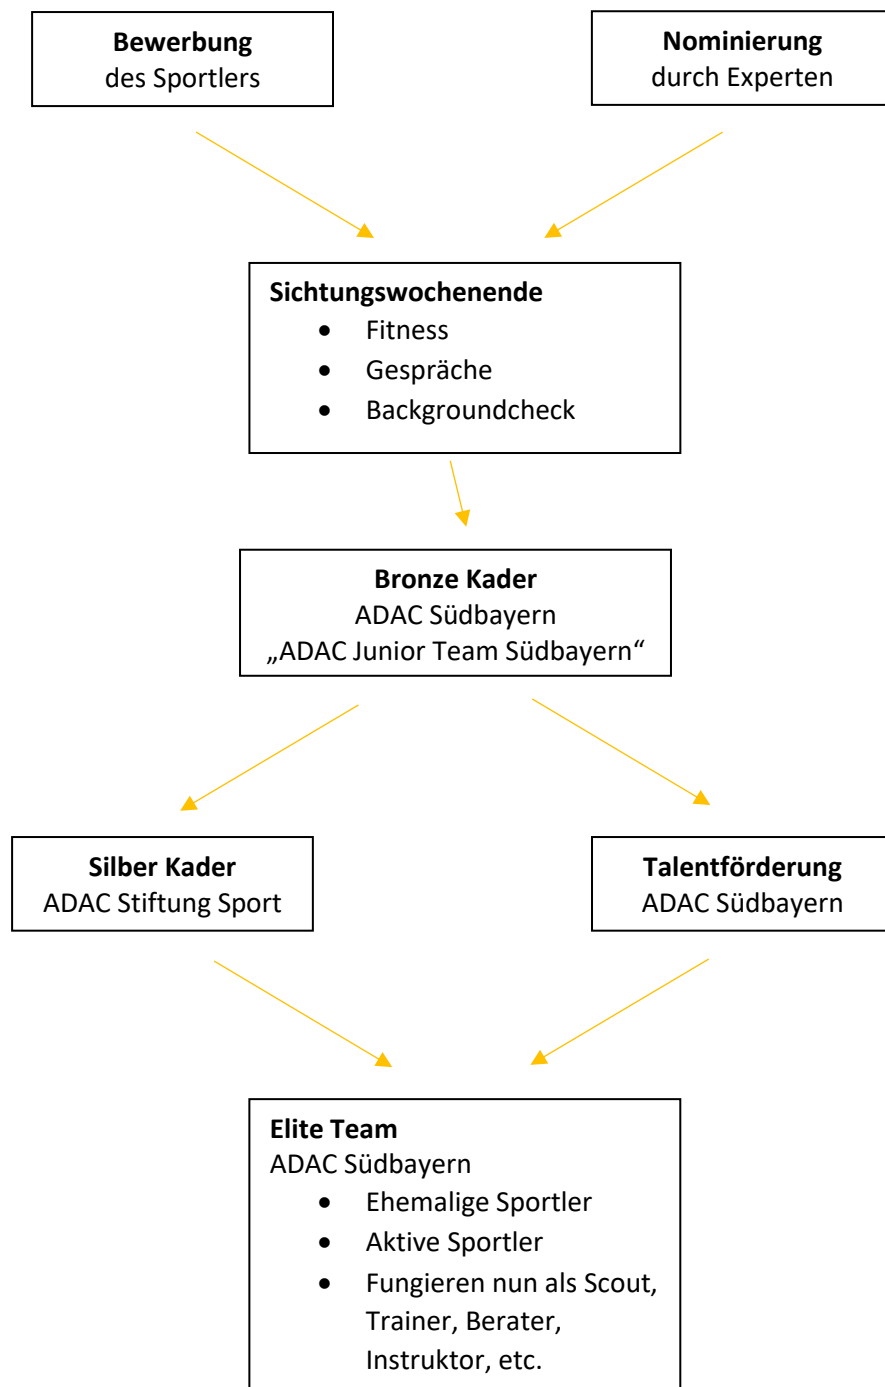 Bewerbung
des Sportlers
Nominierung
durch Experten
Sichtungswochenende
• Fitness
• Gespräche
• Backgroundcheck
Bronze Kader
ADAC Südbayern
„ADAC Junior Team Südbayern“
Silber Kader
ADAC Stiftung Sport
Talentförderung
ADAC Südbayern
Elite Team
ADAC Südbayern
• Ehemalige Sportler
• Aktive Sportler
• Fungieren nun als Scout,
Trainer, Berater,
Instruktor, etc.